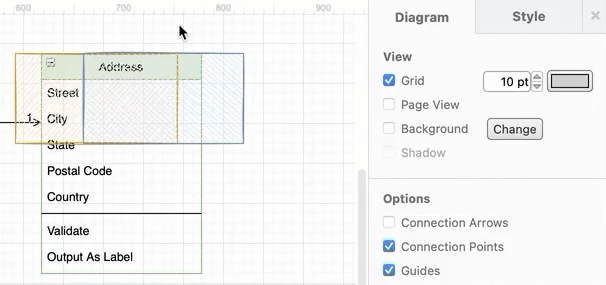 600 700 800 900
Address
Street
1
City
State
Postal Code
Country
Validate
Output As Label
Diagram Style ×
View
Grid 10 pt
Page View
Background Change
Shadow
Options
Connection Arrows
Connection Points
Guides